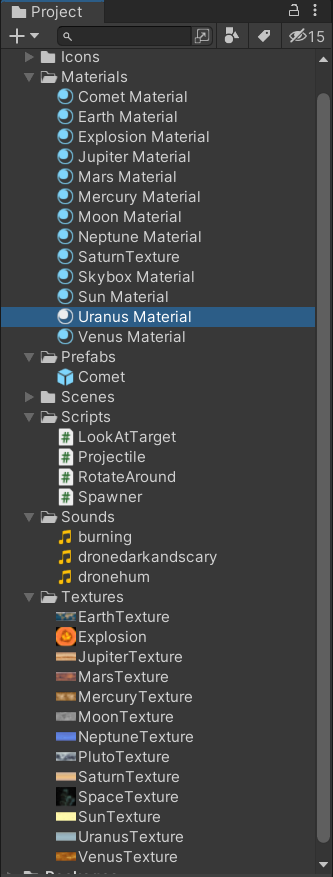 Project
15
Icons
Materials
Comet Material
Earth Material
Explosion Material
Jupiter Material
Mars Material
Mercury Material
Moon Material
Neptune Material
SaturnTexture
Skybox Material
Sun Material
Uranus Material
Venus Material
Prefabs
Comet
Scenes
Scripts
LookAtTarget
Projectile
RotateAround
Spawner
Sounds
burning
dronedarkandscary
dronehum
Textures
EarthTexture
Explosion
JupiterTexture
MarsTexture
MercuryTexture
MoonTexture
NeptuneTexture
PlutoTexture
SaturnTexture
SpaceTexture
SunTexture
UranusTexture
VenusTexture